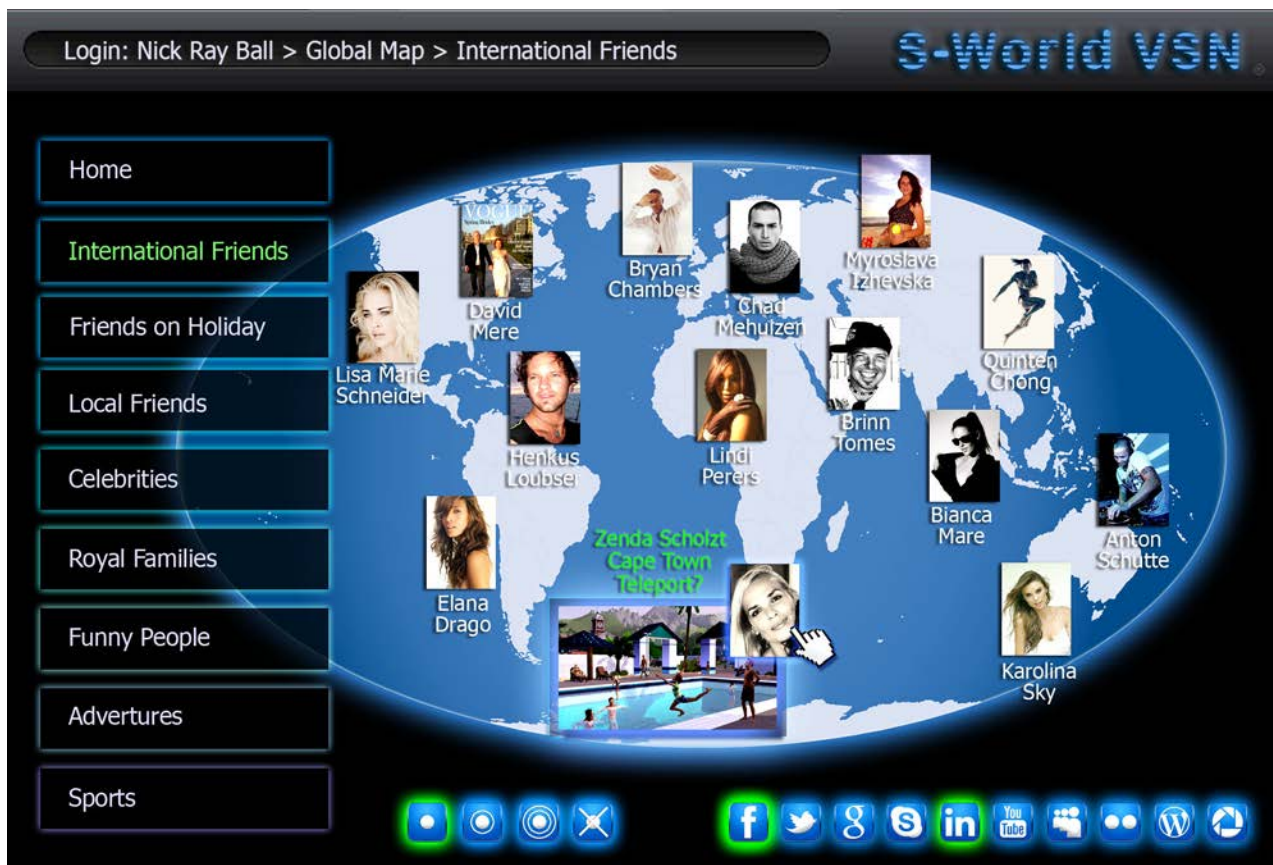 Login: Nick Ray Ball > Global Map > International Friends
S-World VSN
Home
International Friends
Friends on Holiday
Local Friends
Celebrities
Royal Families
Funny People
Advertures
Sports
VOGUE
Lisa Marie
Schneider
David
Mere
Bryan
Chambers
Chad
Mehuizen
Myroslava
Izhevska
Quinten
Chong
Henkus
Loubser
Lindi
Perers
Brinn
Tomes
Bianca
Mare
Anton
Schutte
Elana
Drago
Zenda Scholzt
Cape Town
Teleport?
Karolina
Sky
f
g
S
in
You
Tube
W